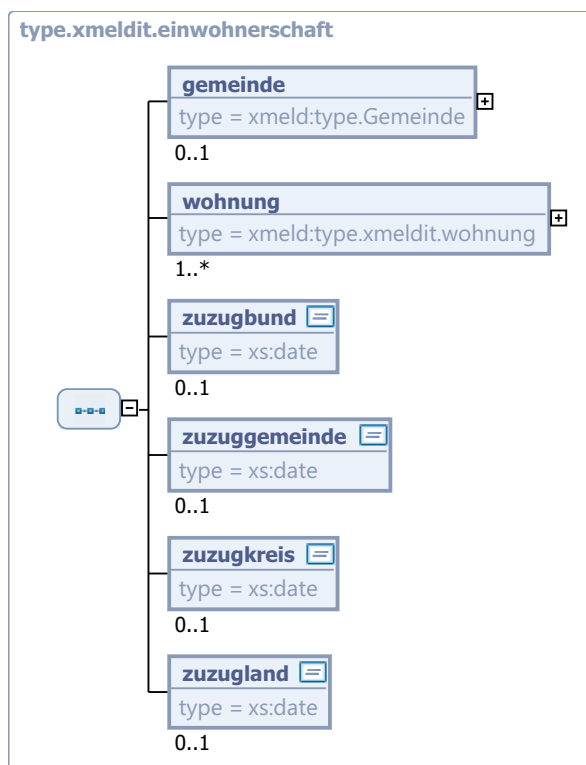 type.xmeldit.einwohnerschaft
gemeinde
type = xmeld:type.Gemeinde
0..1
wohnung
type = xmeld:type.xmeldit.wohnung
1..*
zuzugbund
type = xs:date
0..1
zuzuggemeinde
type = xs:date
0..1
zuzugkreis
type = xs:date
0..1
zuzugland
type = xs:date
0..1